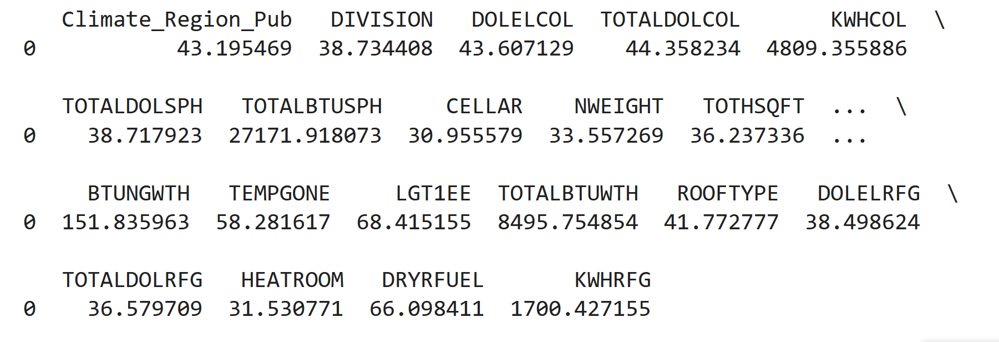 Climate_Region_Pub DIVISION DOLELCOL TOTALDOLCOL KWHCOL \
0 43.195469 38.734408 43.607129 44.358234 4809.355886
TOTALDOLSPH TOTALBTUSPH CELLAR NWEIGHT TOTHSQFT ... \
0 38.717923 27171.918073 30.955579 33.557269 36.237336 ...
BTUNGWTH TEMPGONE LGT1EE TOTALBTUWTH ROOFTYPE DOLELRFG \
0 151.835963 58.281617 68.415155 8495.754854 41.772777 38.498624
TOTALDOLRFG HEATROOM DRYRFUEL KWHRFG
0 36.579709 31.530771 66.098411 1700.427155